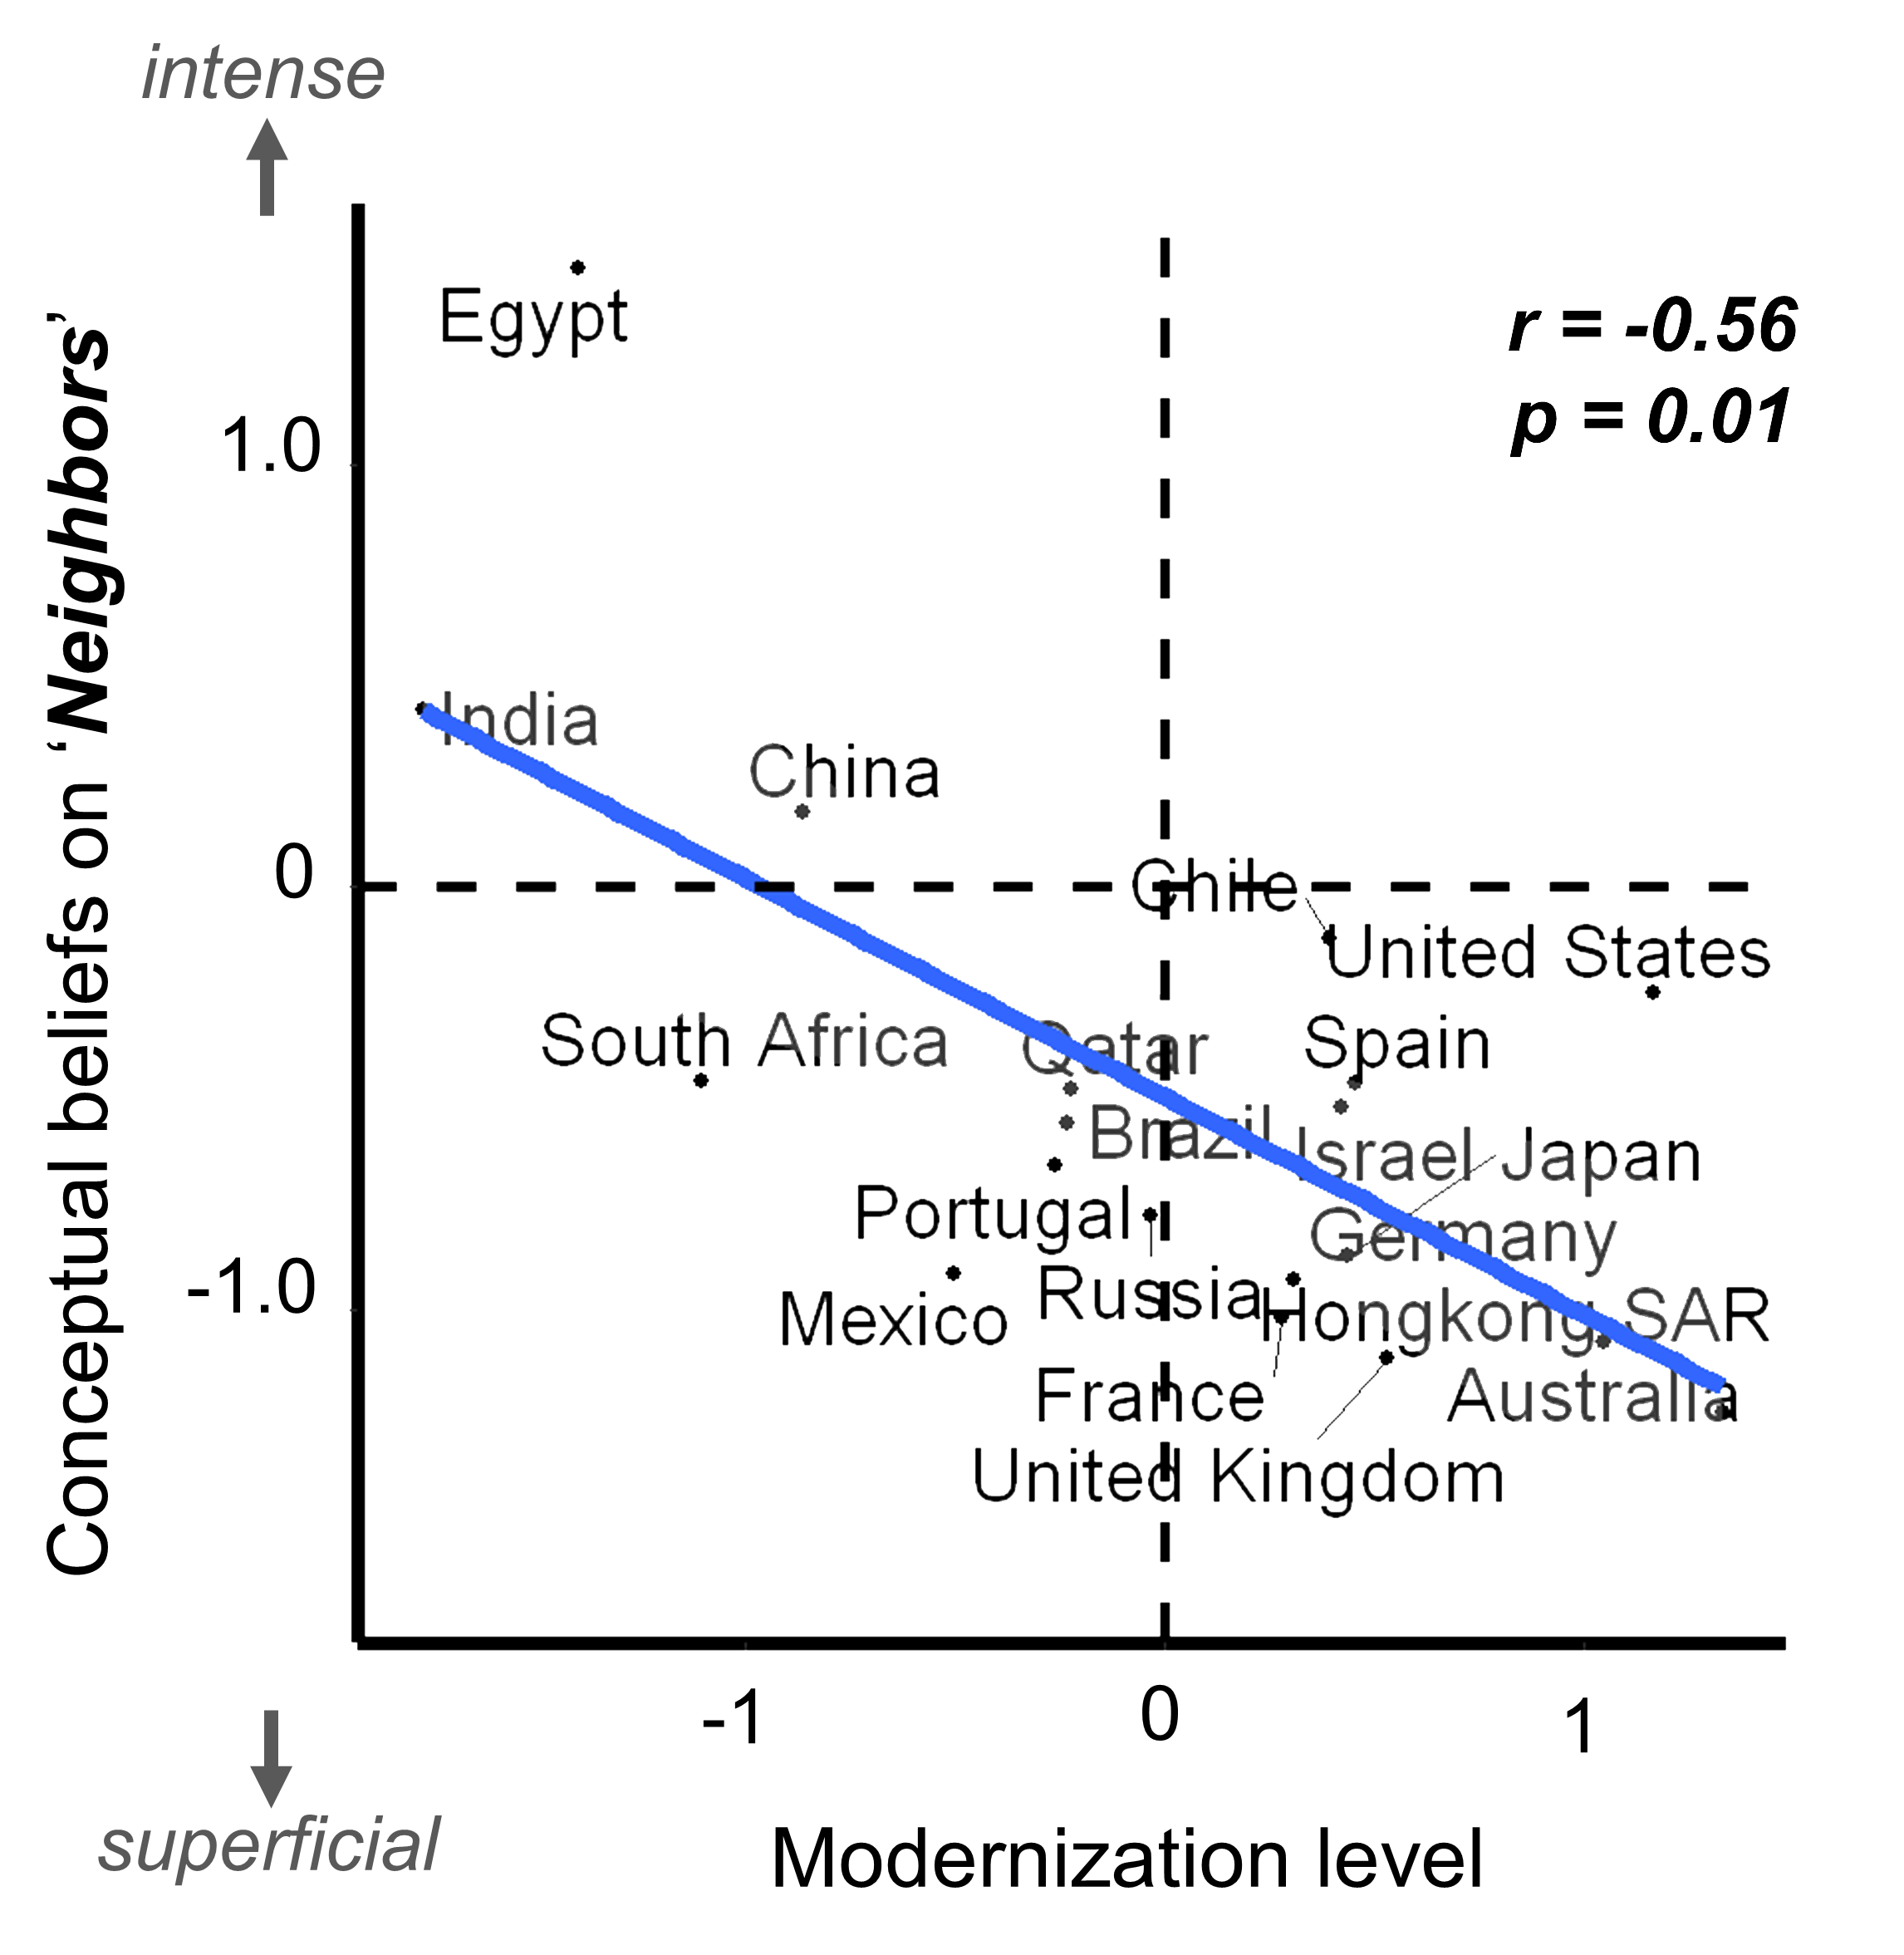 intense
Egypt
r = -0.56
p = 0.01
1.0
Conceptual beliefs on ‘Neighbors’
India
China
0
Chile
United States
South Africa
Qatar
Spain
Brazil
Israel
Japan
Portugal
Germany
-1.0
Mexico
Russia
Hongkong, SAR
France
Australia
United Kingdom
-1
0
1
superficial
Modernization level